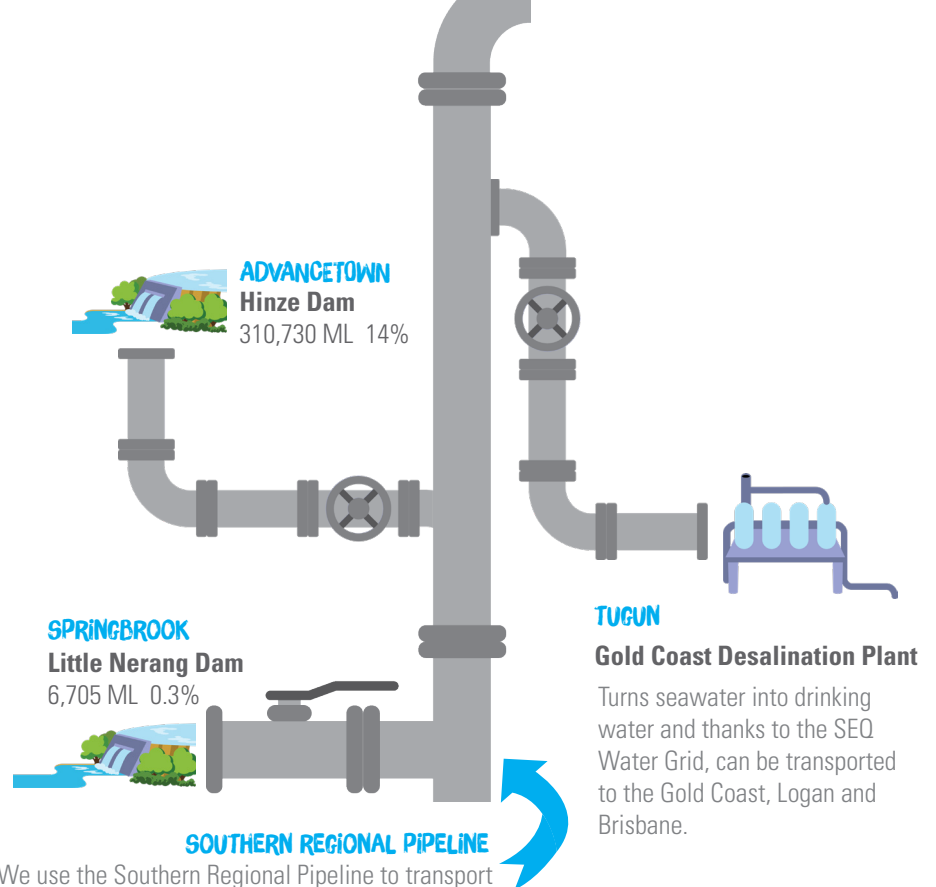 ADVANCETOWN
Hinze Dam
310,730 ML 14%
SPRINGBROOK
Little Nerang Dam
6,705 ML 0.3%
TUGUN
Gold Coast Desalination Plant
Turns seawater into drinking
water and thanks to the SEQ
Water Grid, can be transported
to the Gold Coast, Logan and
Brisbane.
SOUTHERN REGIONAL PIPELINE
We use the Southern Regional Pipeline to transport